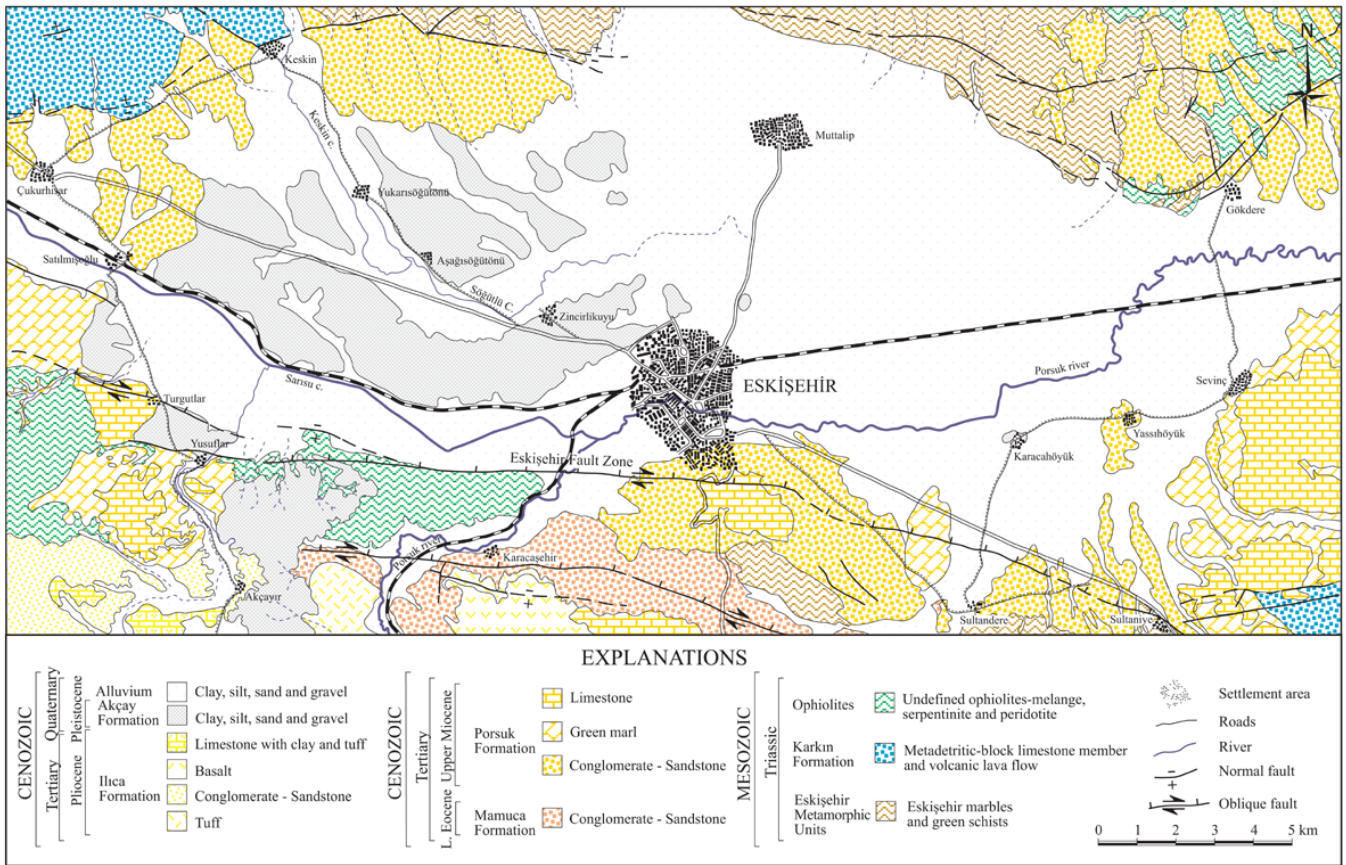 N
Keskin
Keskin c.
Muttalip
Çukurhisar
Yukarısöğütönü
Gökdere
Satılmışoğlu
Aşağısöğütönü
Söğütlü C.
Zincirlikuyu
Sarısu c.
ESKİŞEHİR
Porsuk river
Sevinç
Turgutlar
Yassıhöyük
Yusuflar
Karacahöyük
Eskişehir Fault Zone
Porsuk river
Karacaşehir
Akçayır
Sultandere
Sultaniye
EXPLANATIONS
CENOZOIC
Tertiary
Quaternary
Pliocene
Pleistocene
Alluvium
Akçay
Formation
Clay, silt, sand and gravel
Clay, silt, sand and gravel
Ilıca
Formation
Limestone with clay and tuff
Basalt
Conglomerate - Sandstone
Tuff
CENOZOIC
Tertiary
L. Eocene
Upper Miocene
Porsuk
Formation
Limestone
Green marl
Conglomerate - Sandstone
Mamuca
Formation
Conglomerate - Sandstone
MESOZOIC
Triassic
Ophiolites
Undefined ophiolites-melange,
serpentinite and peridotite
Karkın
Formation
Metadetritic-block limestone member
and volcanic lava flow
Eskişehir
Metamorphic
Units
Eskişehir marbles
and green schists
Settlement area
Roads
River
Normal fault
Oblique fault
0 1 2 3 4 5 km